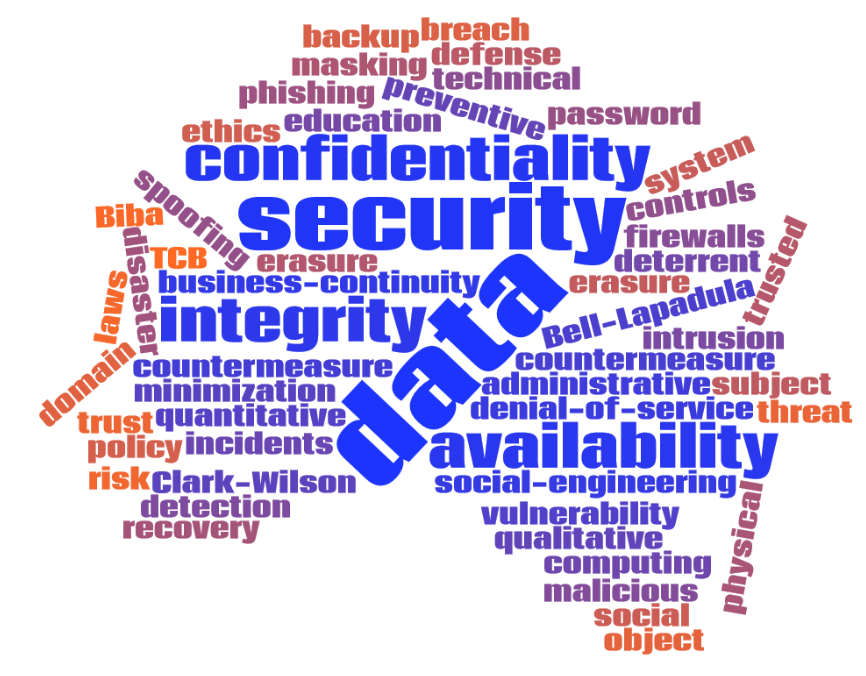 backup
breach
defense
masking
technical
phishing
preventive
password
education
ethics
confidentiality
system
spoofing
security
controls
Biba
firewalls
disaster
TCB
erasure
deterrent
trusted
business-continuity
erasure
laws
integrity
data
Bell-Lapadula
intrusion
domain
countermeasure
countermeasure
minimization
administrative
subject
trust
quantitative
denial-of-service
threat
policy
incidents
availability
risk
Clark-Wilson
social-engineering
detection
vulnerability
physical
recovery
qualitative
computing
malicious
social
object